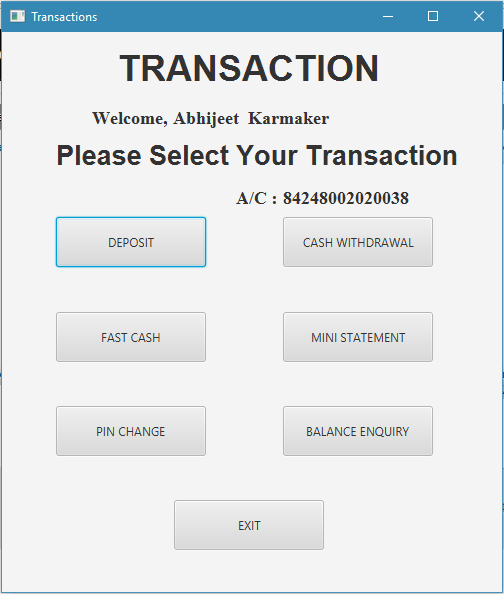 Transactions
TRANSACTION
Welcome, Abhijeet Karmaker
Please Select Your Transaction
A/C : 84248002020038
DEPOSIT
CASH WITHDRAWAL
FAST CASH
MINI STATEMENT
PIN CHANGE
BALANCE ENQUIRY
EXIT